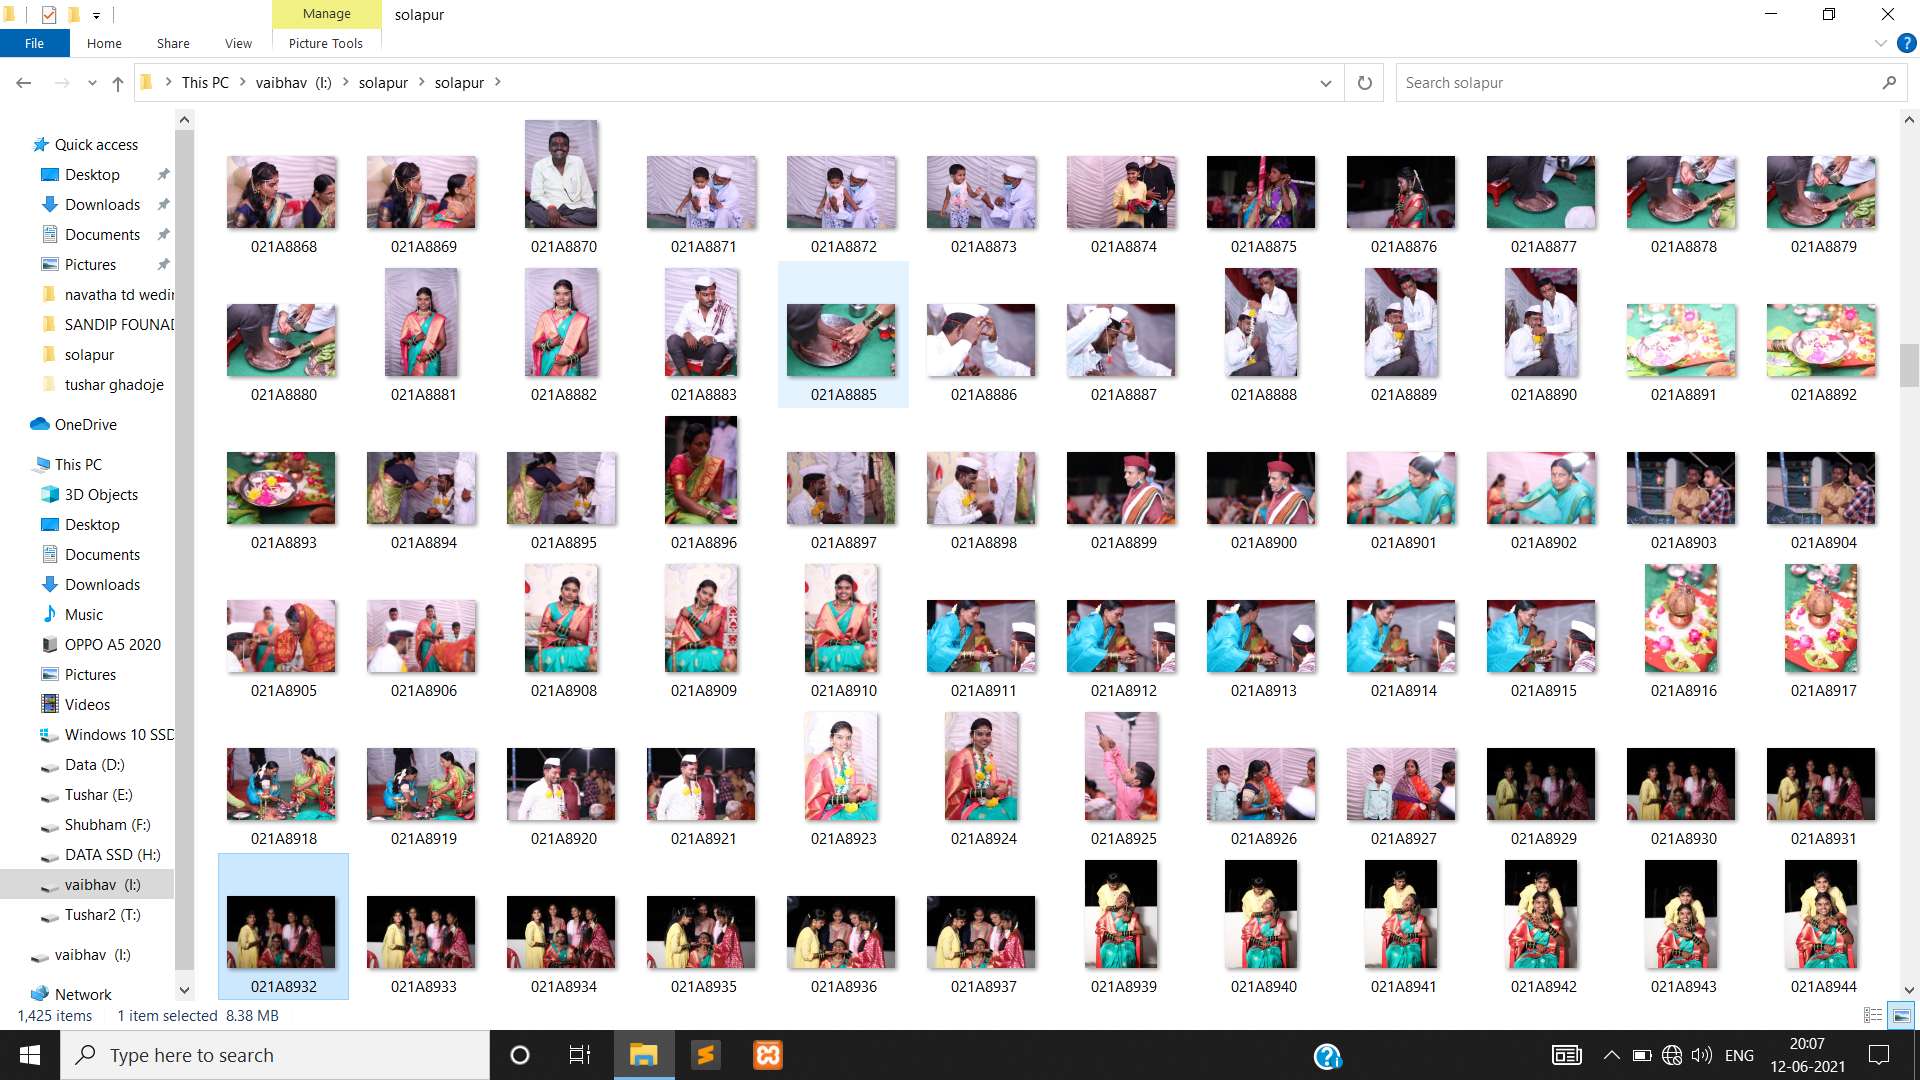 Manage
solapur
File
Home
Share
View
Picture Tools
This PC
vaibhav (I:)
solapur
solapur
Search solapur
Quick access
Desktop
Downloads
Documents
Pictures
navatha td wedin
SANDIP FOUNAD
solapur
tushar ghadoje
OneDrive
This PC
3D Objects
Desktop
Documents
Downloads
Music
OPPO A5 2020
Pictures
Videos
Windows 10 SSD
Data (D:)
Tushar (E:)
Shubham (F:)
DATA SSD (H:)
vaibhav (I:)
Tushar2 (T:)
vaibhav (I:)
Network
021A8868 021A8869 021A8870 021A8871 021A8872 021A8873 021A8874 021A8875 021A8876 021A8877 021A8878 021A8879
021A8880 021A8881 021A8882 021A8883 021A8885 021A8886 021A8887 021A8888 021A8889 021A8890 021A8891 021A8892
021A8893 021A8894 021A8895 021A8896 021A8897 021A8898 021A8899 021A8900 021A8901 021A8902 021A8903 021A8904
021A8905 021A8906 021A8908 021A8909 021A8910 021A8911 021A8912 021A8913 021A8914 021A8915 021A8916 021A8917
021A8918 021A8919 021A8920 021A8921 021A8923 021A8924 021A8925 021A8926 021A8927 021A8929 021A8930 021A8931
021A8932 021A8933 021A8934 021A8935 021A8936 021A8937 021A8939 021A8940 021A8941 021A8942 021A8943 021A8944
1,425 items 1 item selected 8.38 MB
Type here to search
ENG
20:07
12-06-2021